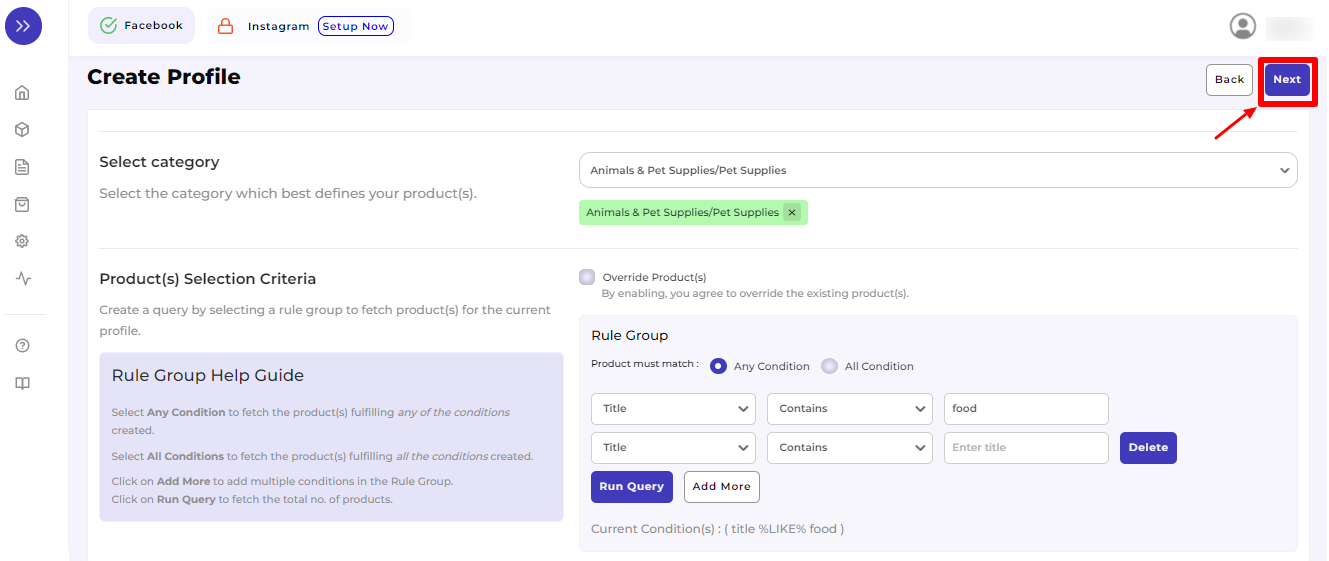 Facebook
Instagram Setup Now
Create Profile
Back
Next
Select category
Select the category which best defines your product(s).
Animals & Pet Supplies/Pet Supplies
Animals & Pet Supplies/Pet Supplies ×
Product(s) Selection Criteria
Create a query by selecting a rule group to fetch product(s) for the current
profile.
Rule Group Help Guide
Select Any Condition to fetch the product(s) fulfilling any of the conditions
created.
Select All Conditions to fetch the product(s) fulfilling all the conditions created.
Click on Add More to add multiple conditions in the Rule Group.
Click on Run Query to fetch the total no. of products.
Override Product(s)
By enabling, you agree to override the existing product(s).
Rule Group
Product must match : Any Condition All Condition
Title Contains food
Title Contains Enter title Delete
Run Query Add More
Current Condition(s) : ( title %LIKE% food )